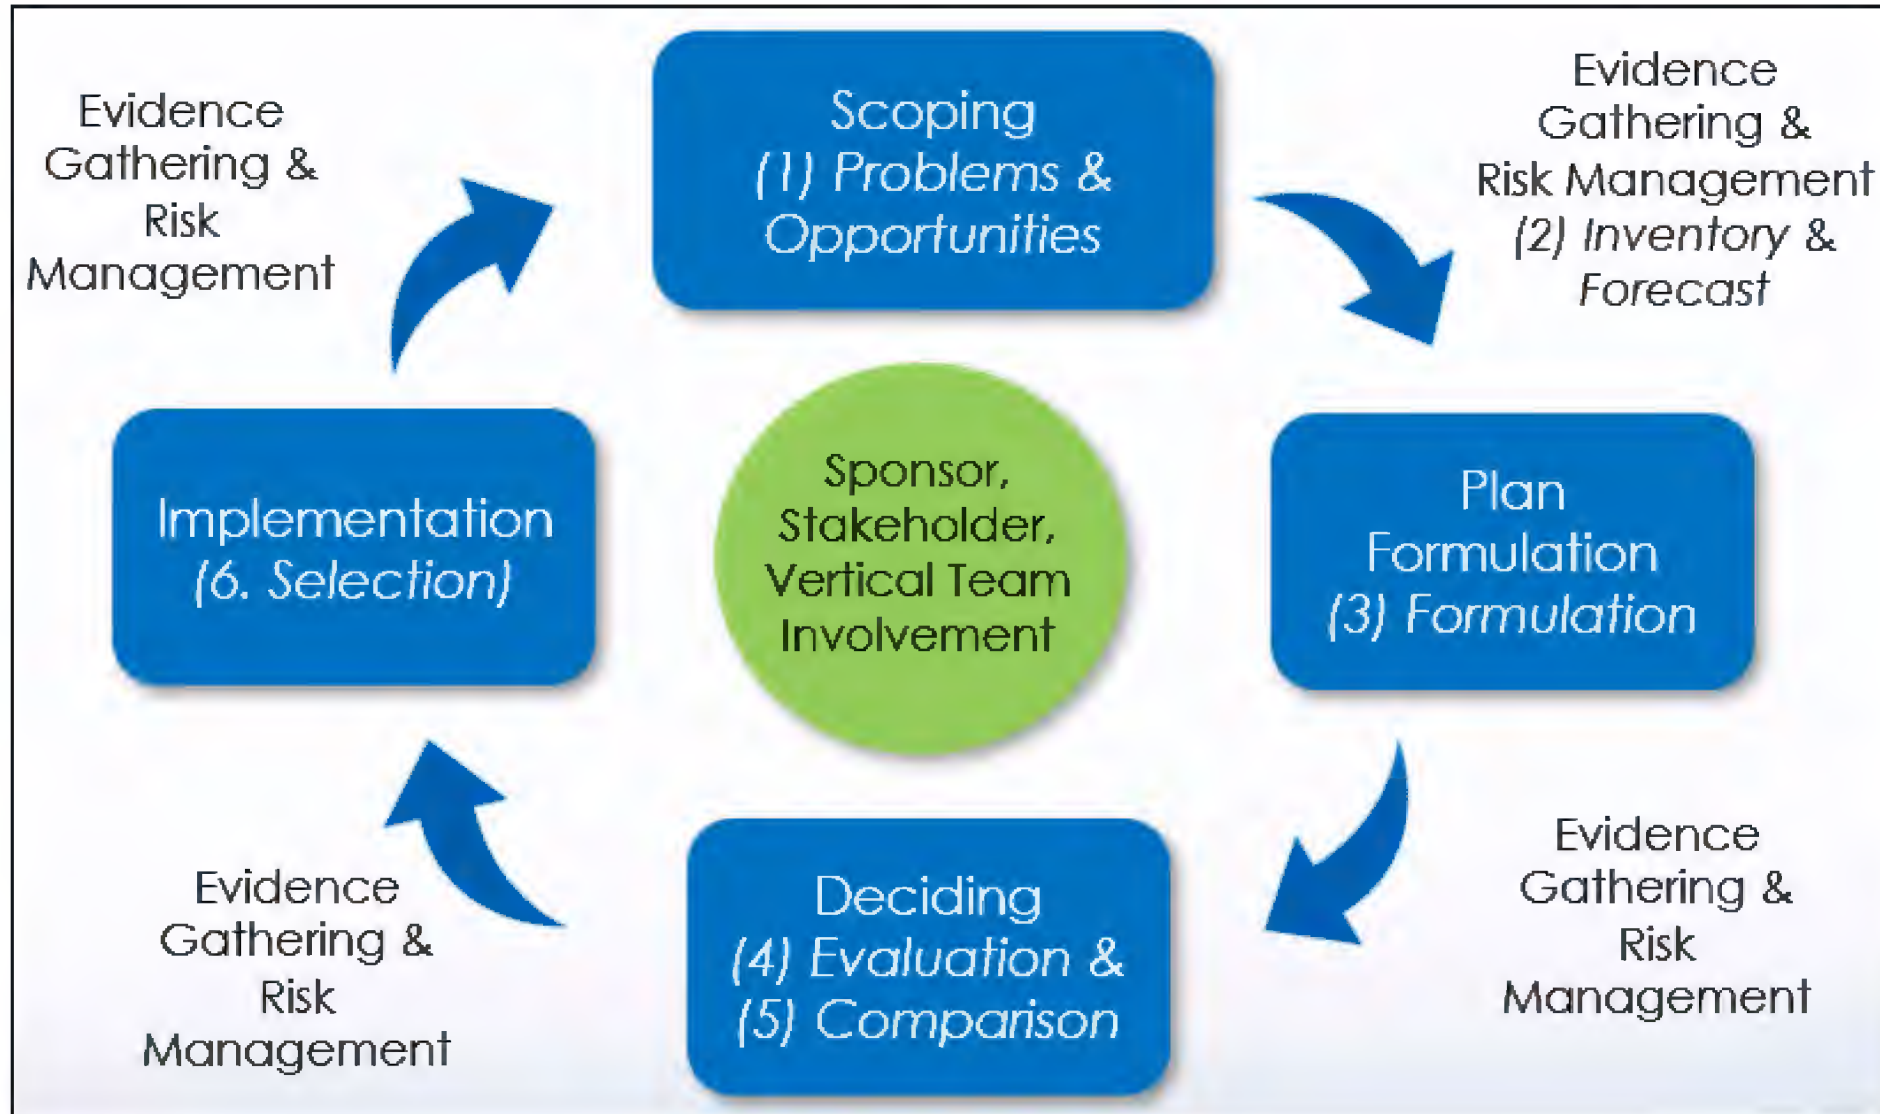 Scoping
(1) Problems &
Opportunities
Evidence
Gathering &
Risk Management
(2) Inventory &
Forecast
Plan
Formulation
(3) Formulation
Evidence
Gathering &
Risk
Management
Deciding
(4) Evaluation &
(5) Comparison
Evidence
Gathering &
Risk
Management
Implementation
(6. Selection)
Evidence
Gathering &
Risk
Management
Sponsor,
Stakeholder,
Vertical Team
Involvement